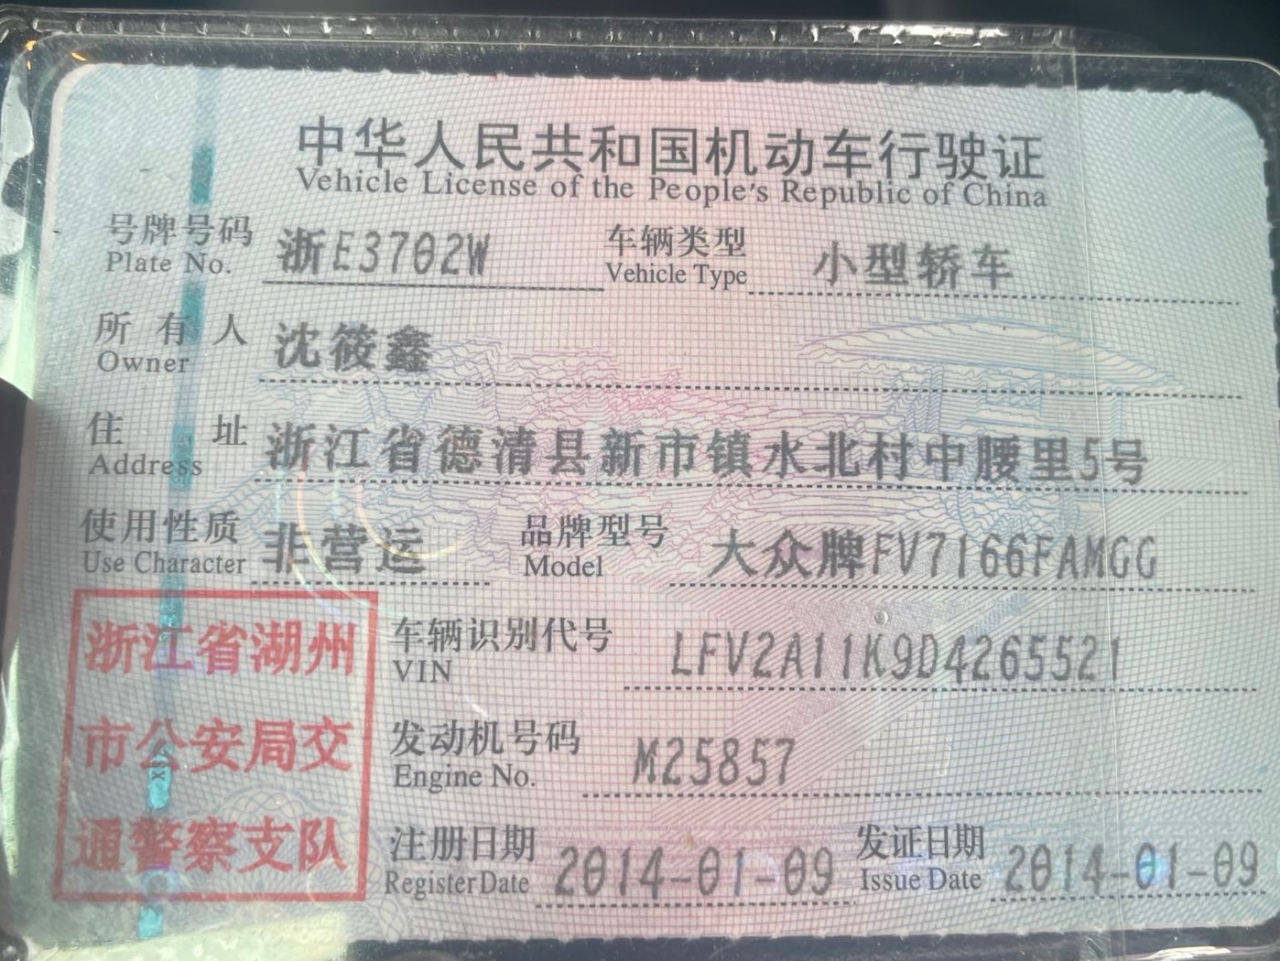 中华人民共和国机动车行驶证
Vehicle License of the People's Republic of China
号牌号码 浙E3702W 车辆类型 小型轿车
Plate No. Vehicle Type
所有人 沈筱鑫
Owner
住址 浙江省德清县新市镇水北村中腰里5号
Address
使用性质 非营运 品牌型号 大众牌FV7166FAMGG
Use Character Model
浙江省湖州
市公安局交
通警察支队
车辆识别代号 LFV2A11K9D4265521
VIN
发动机号码 M25857
Engine No.
注册日期 2014-01-09 发证日期 2014-01-09
Register Date Issue Date